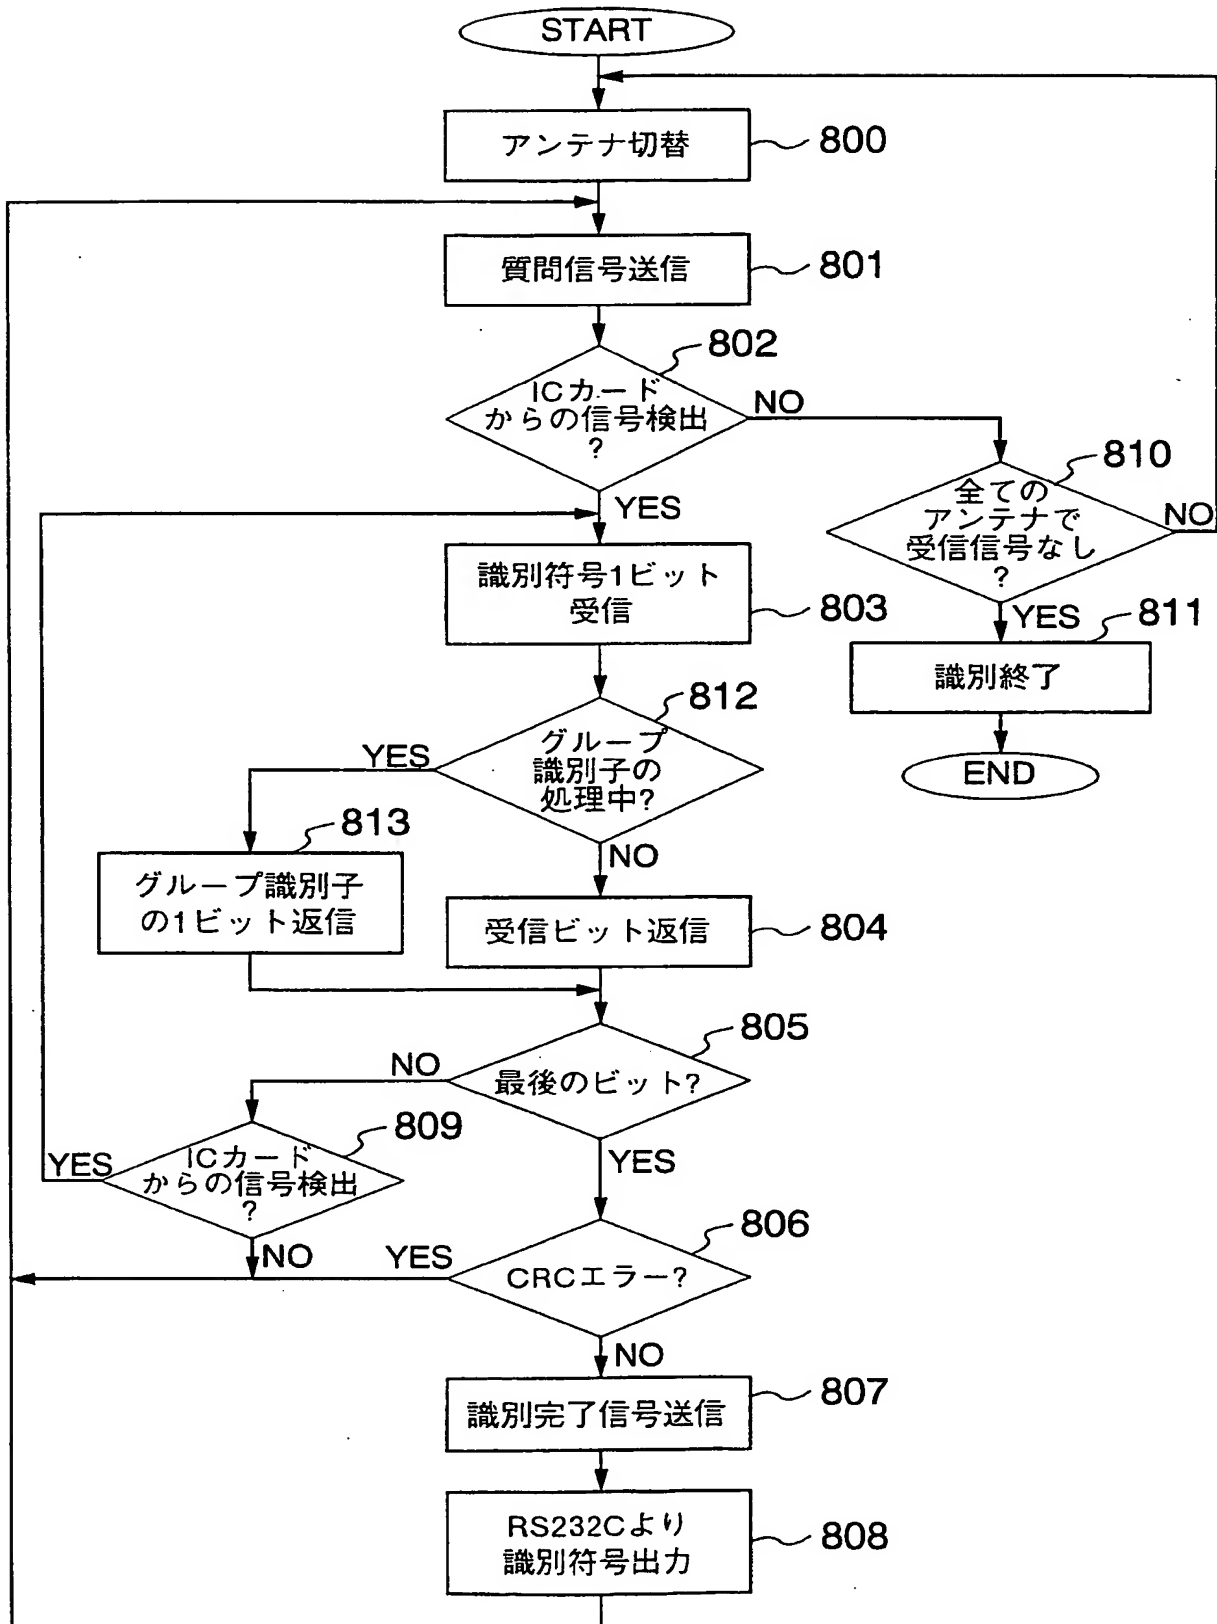 START
アンテナ切替
800
質問信号送信
801
802
ICカード
からの信号検出
?
NO
YES
810
全ての
アンテナで
受信信号なし
?
NO
YES
811
識別終了
END
識別符号1ビット
受信
803
812
グループ
識別子の
処理中?
YES
NO
813
グループ識別子
の1ビット返信
受信ビット返信
804
805
最後のビット?
NO
YES
809
ICカード
からの信号検出
?
YES
NO
806
CRCエラー?
YES
NO
識別完了信号送信
807
RS232Cより
識別符号出力
808